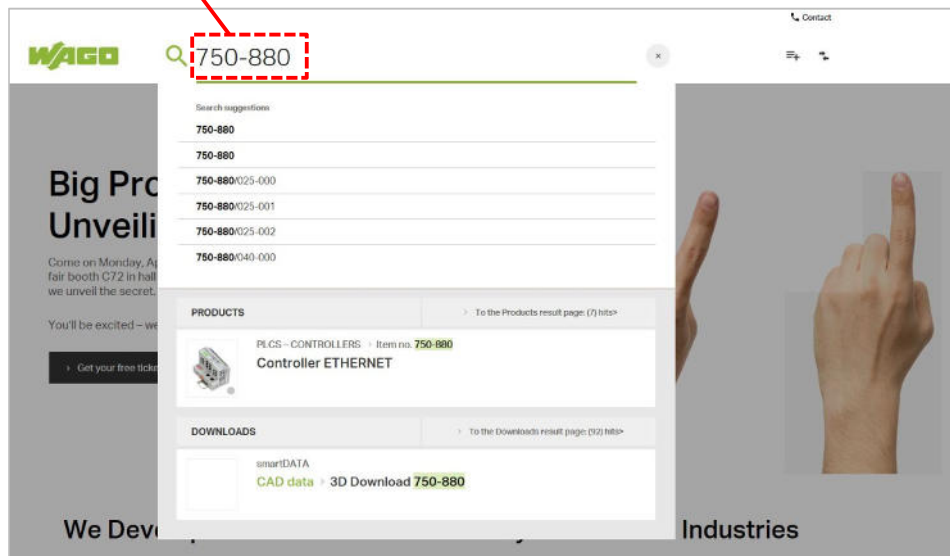 Contact
WAGO
750-880
×
Search suggestions
750-880
750-880
750-880/025-000
750-880/025-001
750-880/025-002
750-880/040-000
Big Pro
Unveili
Come on Monday, Ap
fair booth C72 in hall
we unveil the secret.
You'll be excited – we
› Get your free ticke
PRODUCTS
› To the Products result page: (7) hits>
PLCS – CONTROLLERS › Item no. 750-880
Controller ETHERNET
DOWNLOADS
› To the Downloads result page: (92) hits>
smartDATA
CAD data › 3D Download 750-880
We Dev
Industries